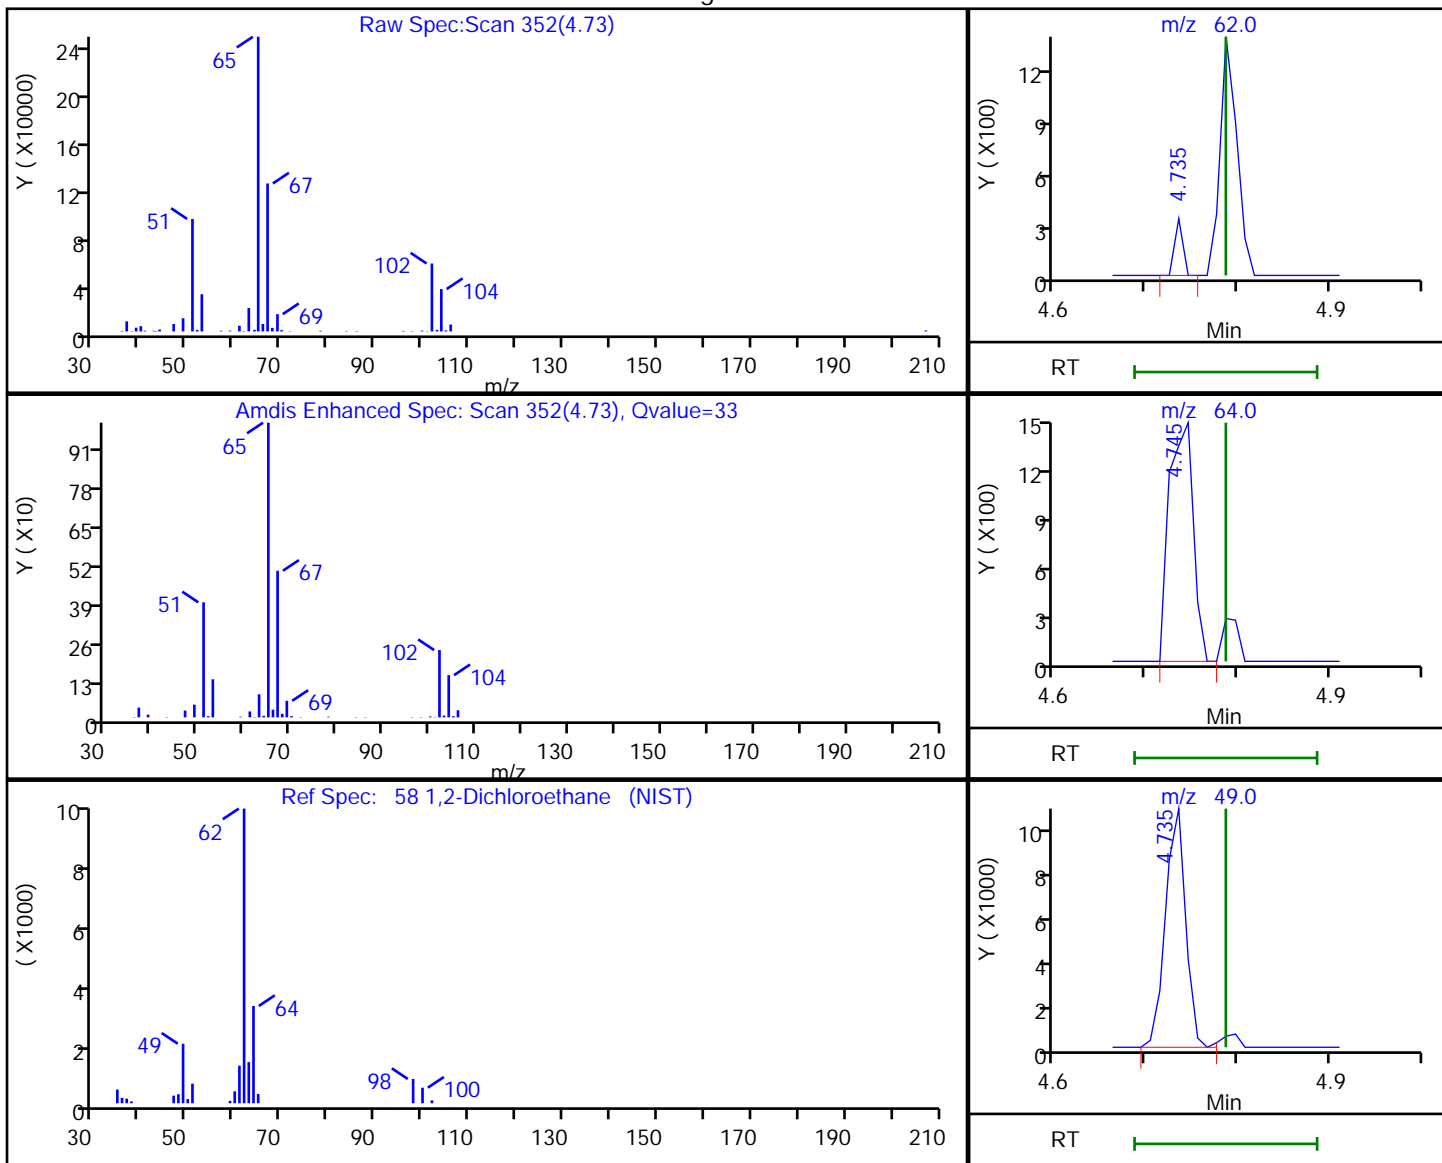 Raw Spec:Scan 352(4.73)
Y ( X10000)
24
20
16
12
8
4
0
65
67
51
102
104
69
30 50 70 90 110 130 150 170 190 210
m/z
m/z 62.0
Y ( X100)
12
9
6
3
0
4.735
4.6 4.9
Min
RT
Amdis Enhanced Spec: Scan 352(4.73), Qvalue=33
Y ( X10)
91
78
65
52
39
26
13
0
65
67
51
102
104
69
30 50 70 90 110 130 150 170 190 210
m/z
m/z 64.0
Y ( X100)
15
12
9
6
3
0
4.745
4.6 4.9
Min
RT
Ref Spec: 58 1,2-Dichloroethane (NIST)
( X1000)
10
8
6
4
2
0
62
64
49
98
100
30 50 70 90 110 130 150 170 190 210
m/z 49.0
Y ( X1000)
10
8
6
4
2
0
4.735
4.6 4.9
Min
RT